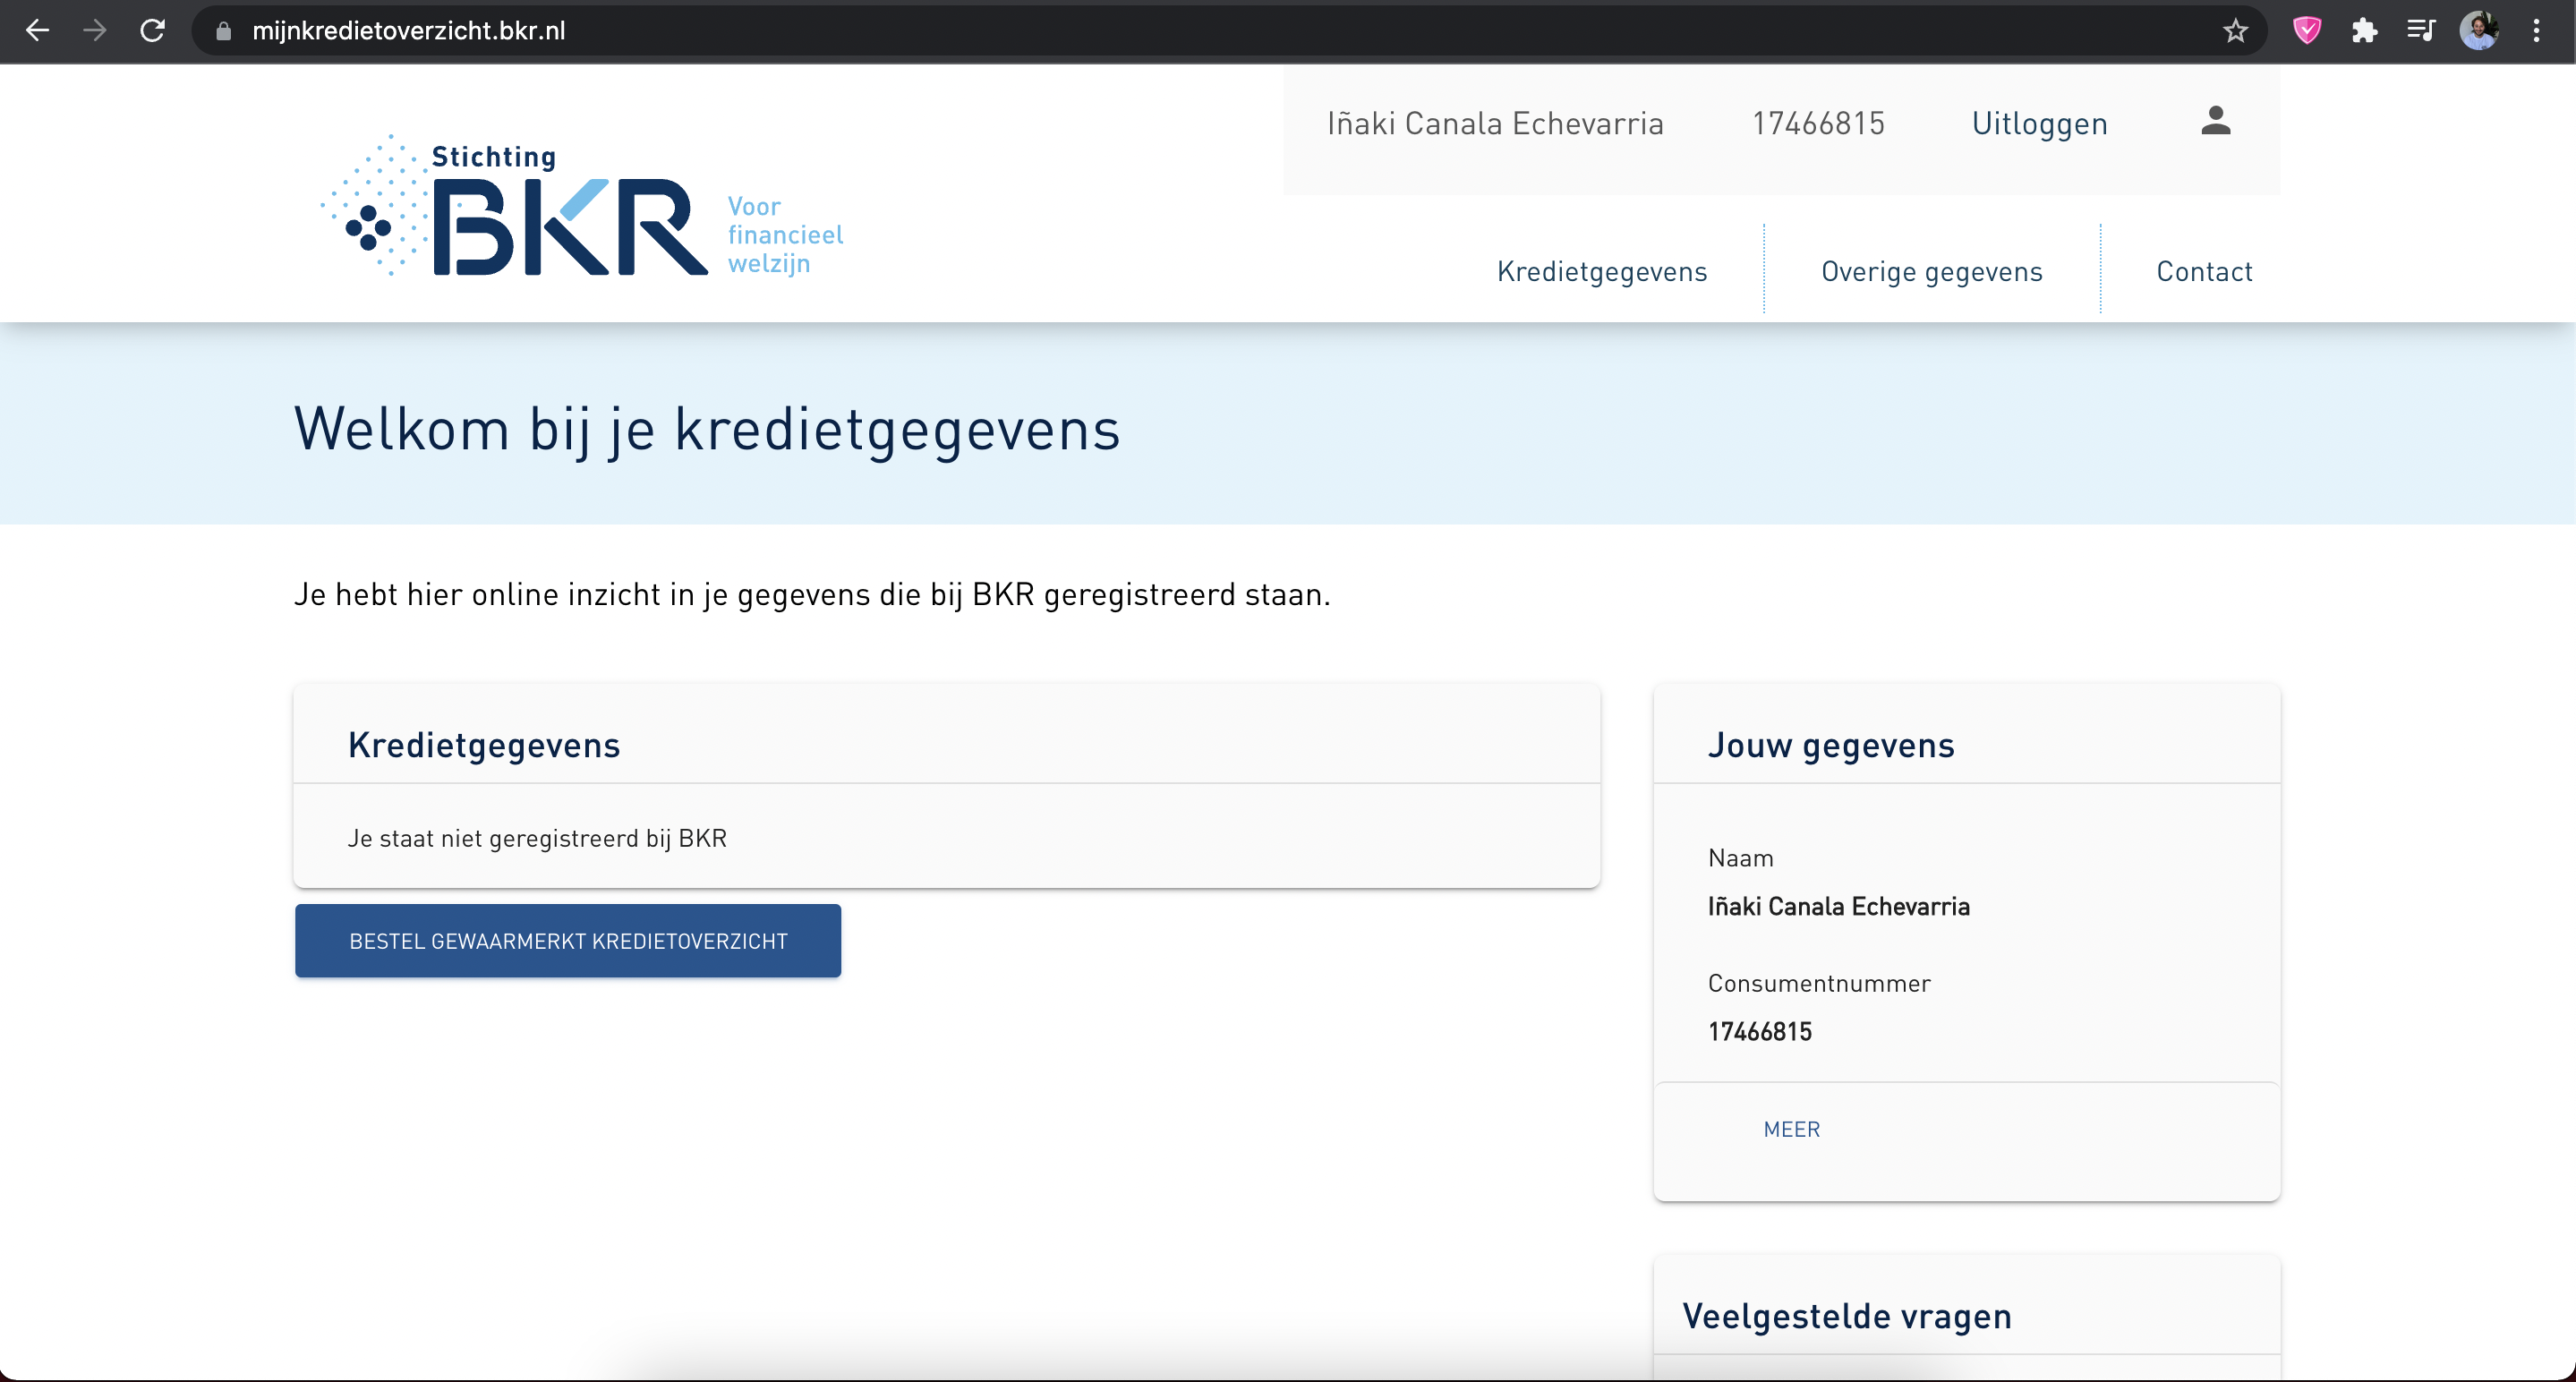 mijnkredietoverzicht.bkr.nl
Iñaki Canala Echevarria 17466815 Uitloggen
Stichting
BKR
Voor
financieel
welzijn
Kredietgegevens Overige gegevens Contact
Welkom bij je kredietgegevens
Je hebt hier online inzicht in je gegevens die bij BKR geregistreerd staan.
Kredietgegevens
Je staat niet geregistreerd bij BKR
BESTEL GEWAARMERKT KREDIETOVERZICHT
Jouw gegevens
Naam
Iñaki Canala Echevarria
Consumentnummer
17466815
MEER
Veelgestelde vragen